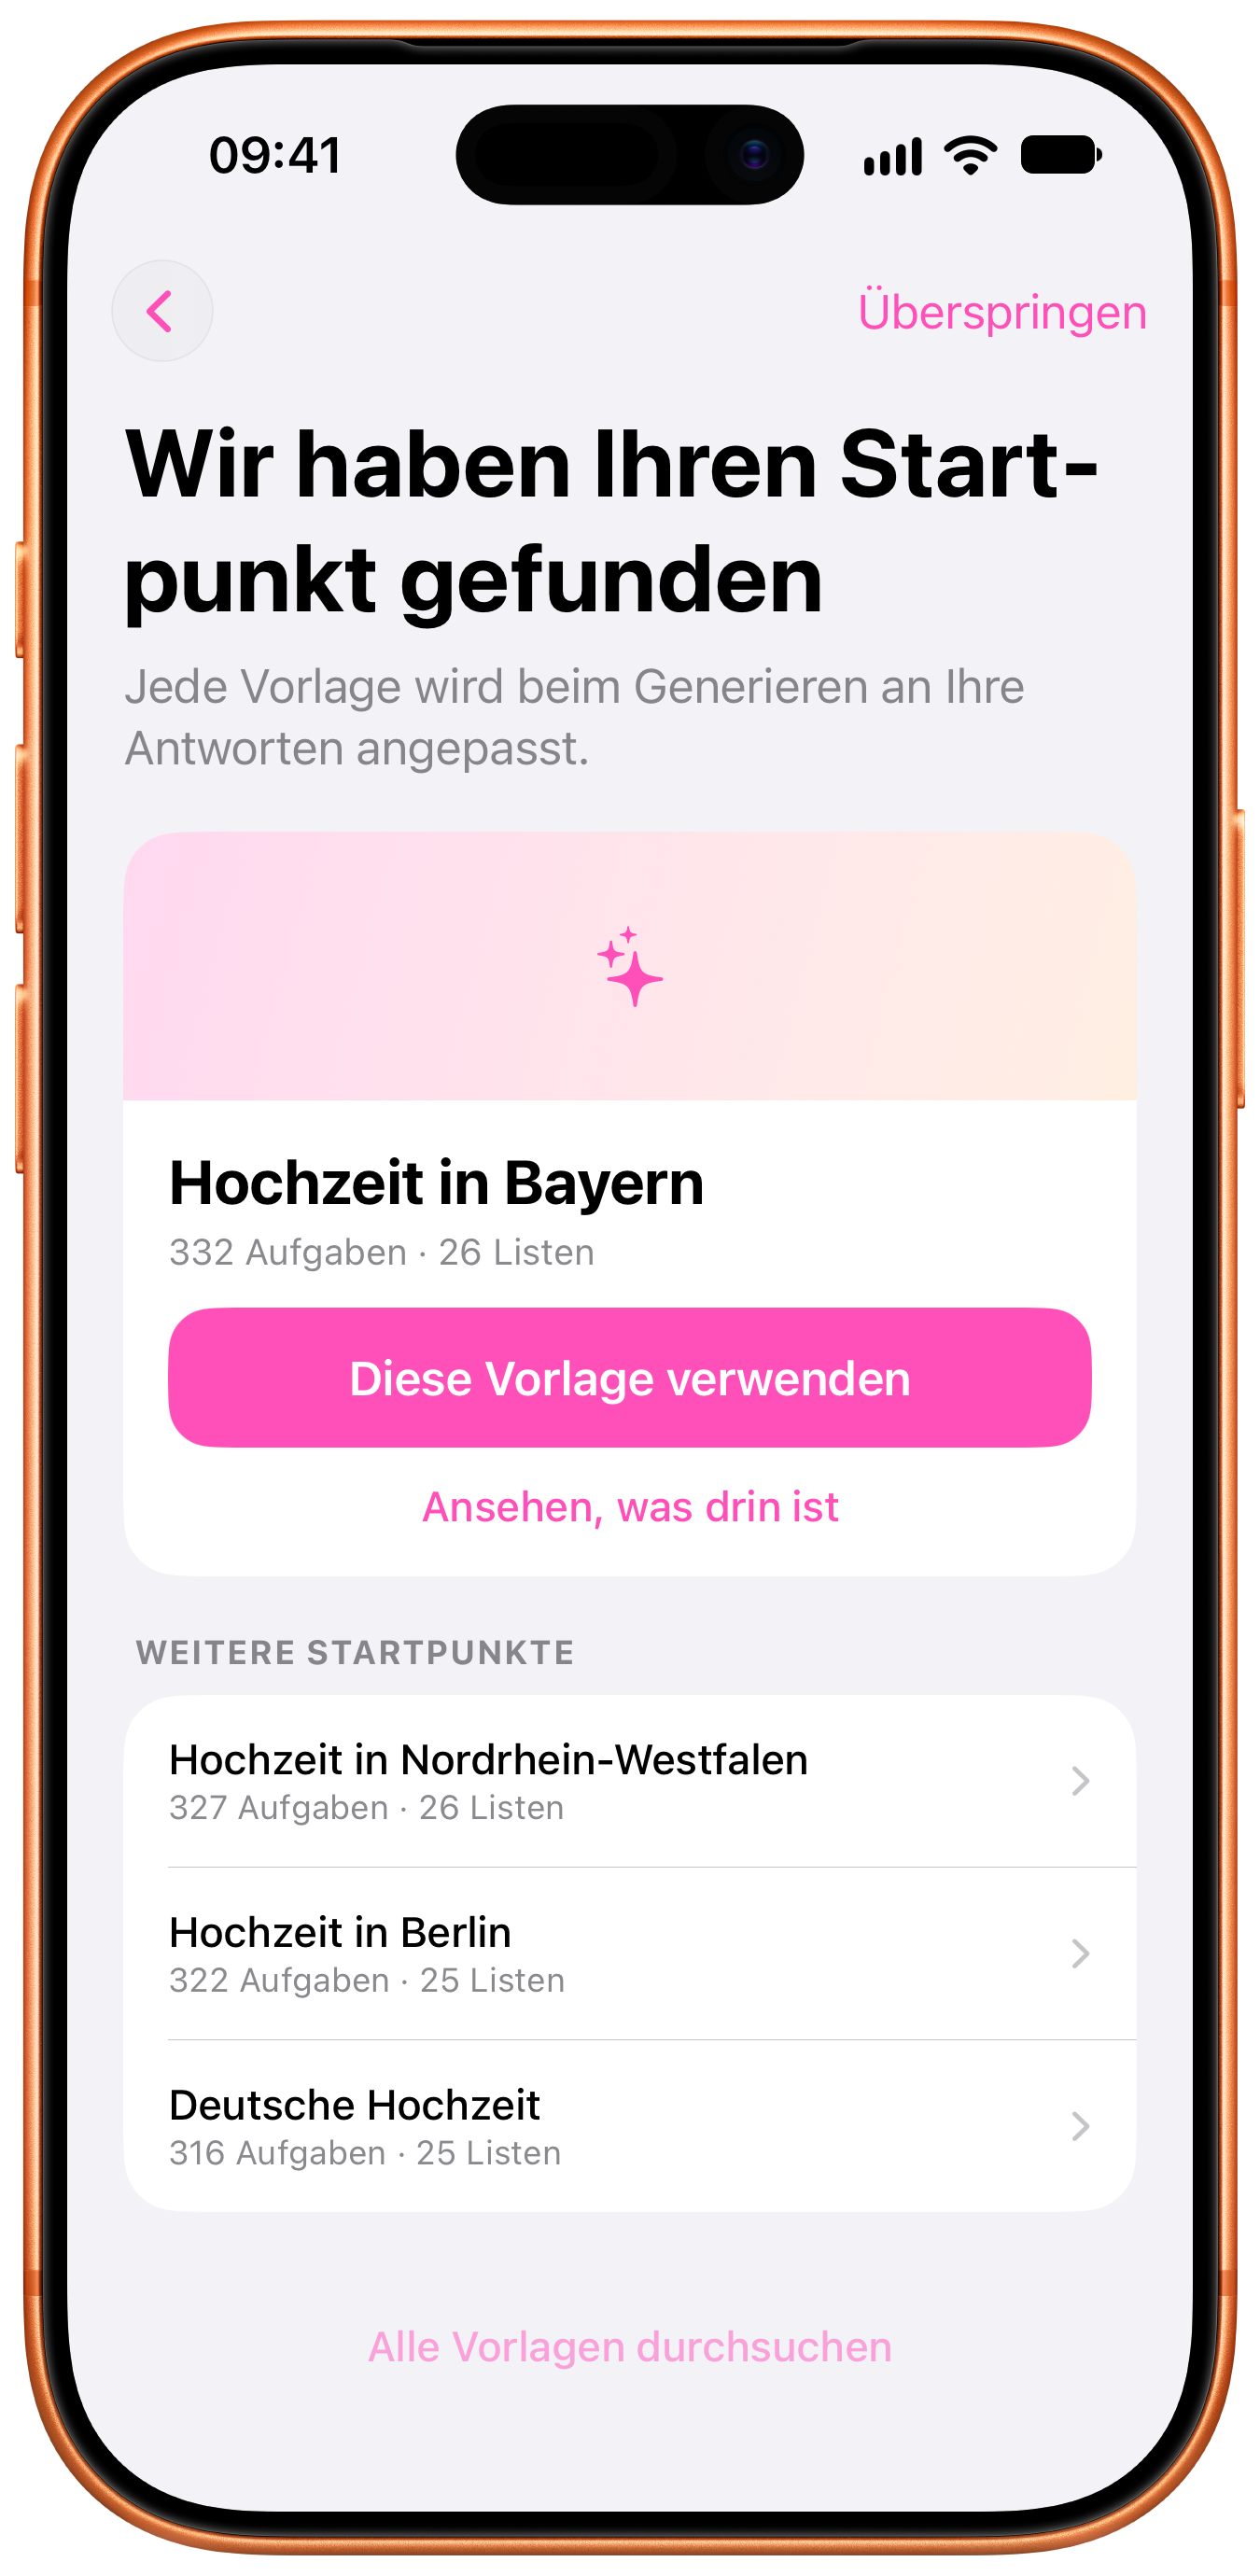 09:41
Überspringen
Wir haben Ihren Start-
punkt gefunden
Jede Vorlage wird beim Generieren an Ihre
Antworten angepasst.
Hochzeit in Bayern
332 Aufgaben · 26 Listen
Diese Vorlage verwenden
Ansehen, was drin ist
WEITERE STARTPUNKTE
Hochzeit in Nordrhein-Westfalen
327 Aufgaben · 26 Listen
Hochzeit in Berlin
322 Aufgaben · 25 Listen
Deutsche Hochzeit
316 Aufgaben · 25 Listen
Alle Vorlagen durchsuchen